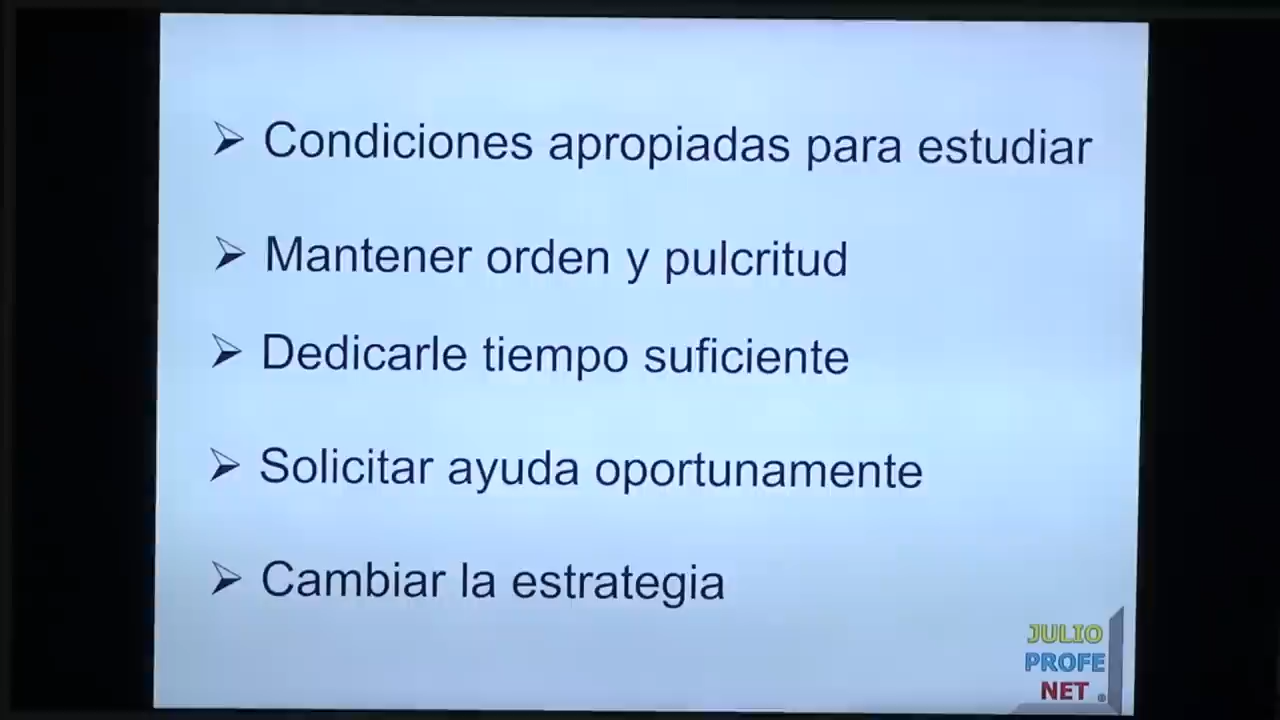 Condiciones apropiadas para estudiar
Mantener orden y pulcritud
Dedicarle tiempo suficiente
Solicitar ayuda oportunamente
Cambiar la estrategia
JULIO
PROFE
NET